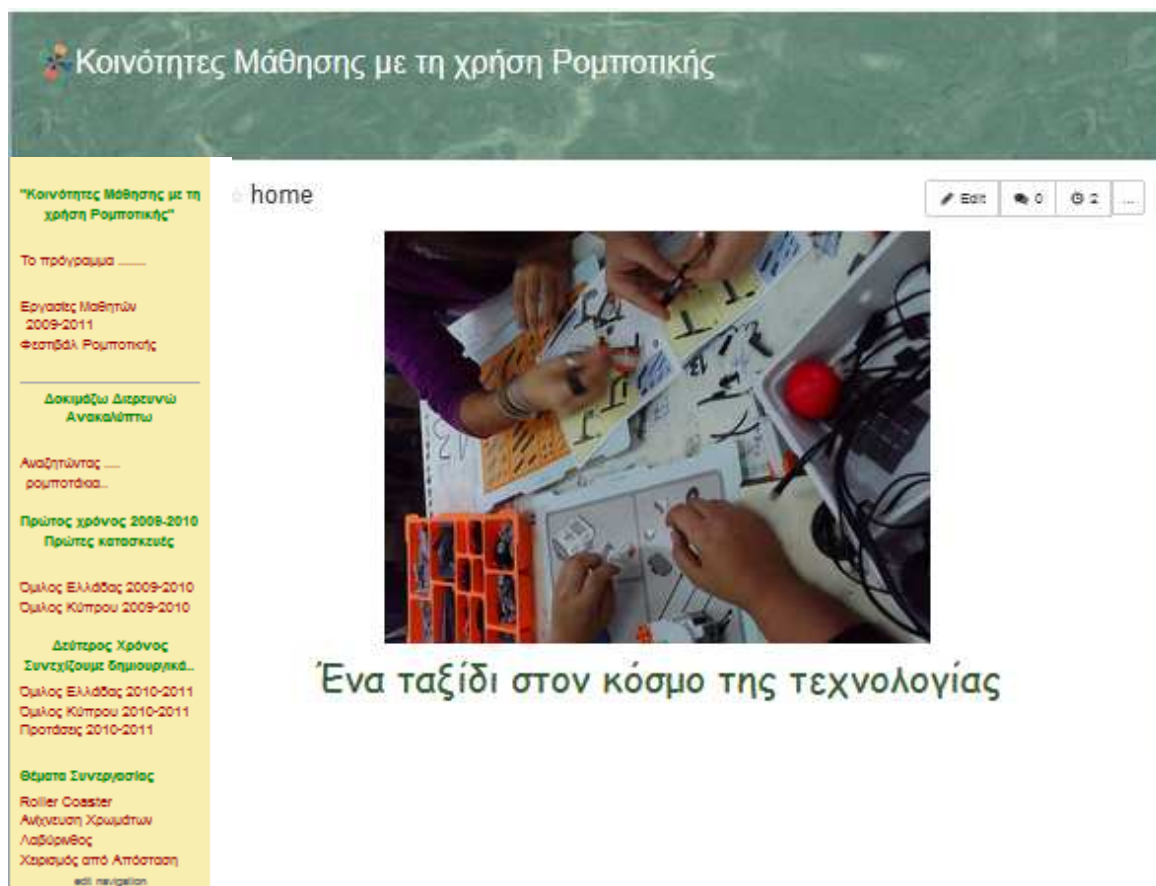 Κοινότητες Μάθησης με τη χρήση Ρομποτικής
"Κοινότητες Μάθησης με τη
χρήση Ρομποτικής"
Το πρόγραμμα .......
Εργασίες Μαθητών
2009-2011
Φεστιβάλ Ρομποτικής
Δοκιμάζω Διερευνώ
Ανακαλύπτω
Αναζητώντας ....
ρομποτάκια..
Πρώτος χρόνος 2009-2010
Πρώτες κατασκευές
Όμιλος Ελλάδας 2009-2010
Όμιλος Κύπρου 2009-2010
Δεύτερος Χρόνος
Συνεχίζουμε δημιουργικά..
Όμιλος Ελλάδας 2010-2011
Όμιλος Κύπρου 2010-2011
Προτάσεις 2010-2011
Θέματα Συνεργασίας
Roller Coaster
Ανίχνευση Χρωμάτων
Λαβύρινθος
Χειρισμός από Απόσταση
edit navigation
home
Edit 0 2 ...
13
Ένα ταξίδι στον κόσμο της τεχνολογίας